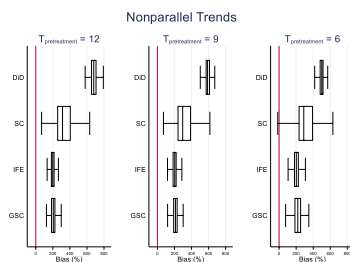 Nonparallel Trends
Tpretreatment = 12
Tpretreatment = 9
Tpretreatment = 6
DiD
DiD
DiD
SC
SC
SC
IFE
IFE
IFE
GSC
GSC
GSC
0 200 400 600 800
0 200 400 600 800
0 200 400 600 800
Bias (%)
Bias (%)
Bias (%)